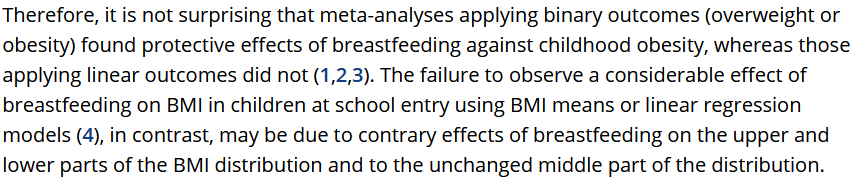 Therefore, it is not surprising that meta-analyses applying binary outcomes (overweight or
obesity) found protective effects of breastfeeding against childhood obesity, whereas those
applying linear outcomes did not (1,2,3). The failure to observe a considerable effect of
breastfeeding on BMI in children at school entry using BMI means or linear regression
models (4), in contrast, may be due to contrary effects of breastfeeding on the upper and
lower parts of the BMI distribution and to the unchanged middle part of the distribution.